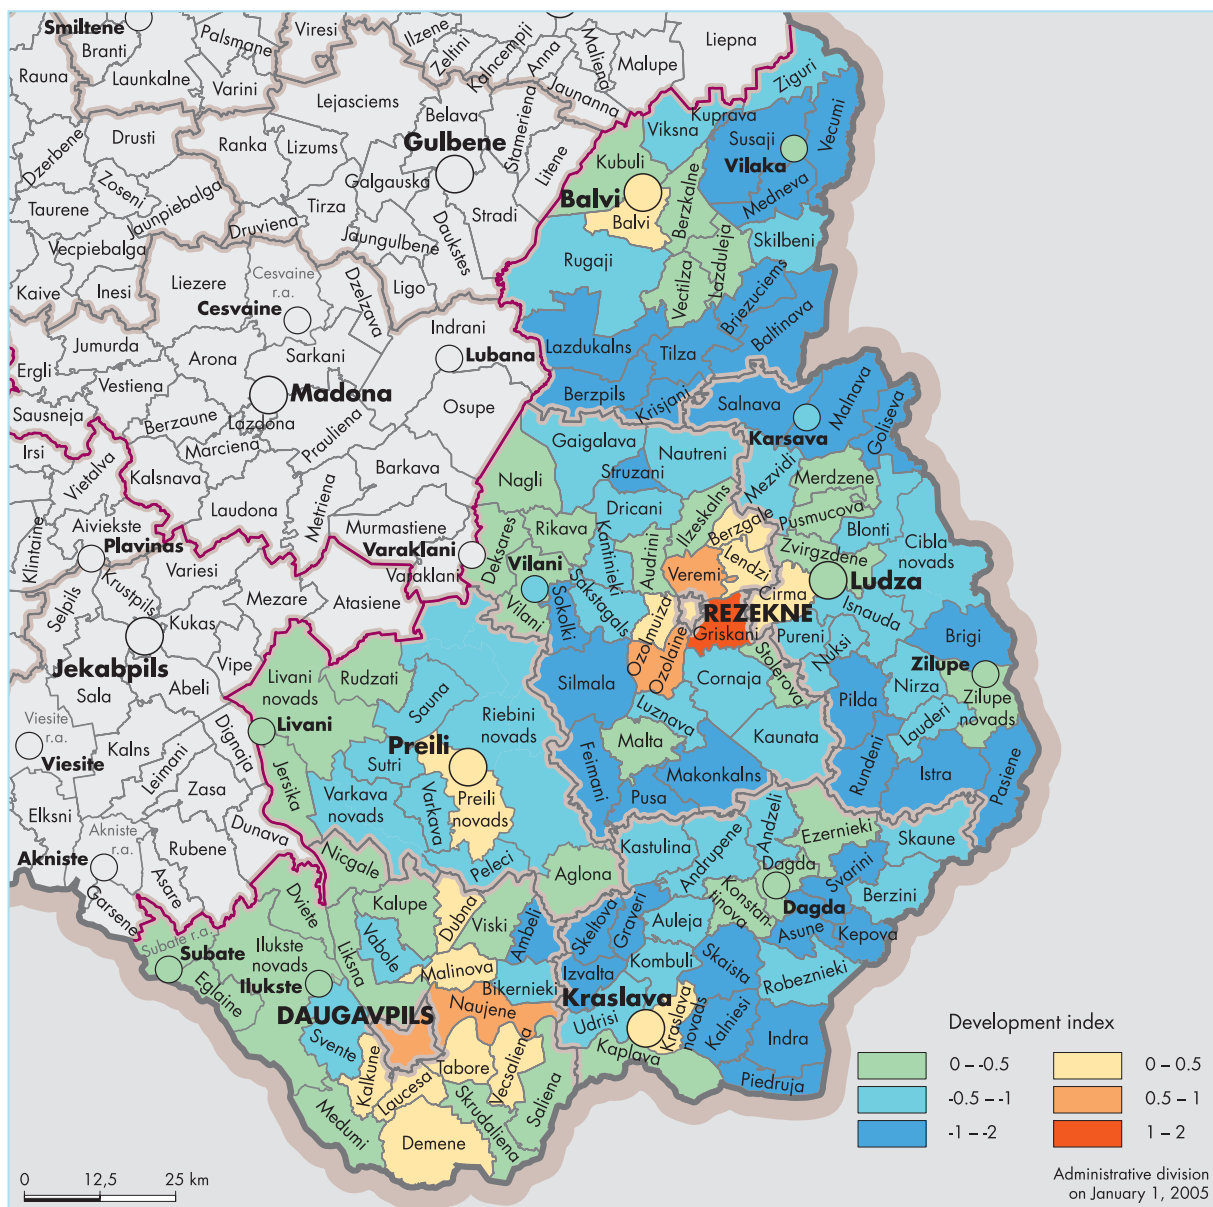 Smiltene
Branti
Palsmane
Viresi
Ilzene
Zeltini
Kalncempji
Anna
Maliena
Malupe
Liepna
Rauna
Launkalne
Varini
Jaunanna
Ziguri
Lejasciems
Belava
Stameriena
Litene
Viksna
Kuprava
Susaji
Vecumi
Vilaka
Medneva
Dzerbene
Drusti
Ranka
Lizums
Gulbene
Galgauska
Kubuli
Balvi
Balvi
Berzkalne
Zoseni
Jaunpiebalga
Taurene
Tirza
Druviena
Jaungulbene
Daukstes
Stradi
Skilbeni
Vecpiebalga
Rugaji
Vectilza
Lazduleja
Kaive
Inesi
Liezere
Cesvaine
r.a.
Cesvaine
Dzelzava
Ligo
Indrani
Lubana
Briezuciems
Baltinava
Jumurda
Arona
Sarkani
Lazdukalns
Tilza
Ergli
Vestiena
Madona
Osupe
Berzpils
Krisjani
Salnava
Malnava
Goliseva
Karsava
Sausneja
Berzaune
Lazdona
Prauliena
Marciena
Irsi
Vietalva
Kalsnava
Barkava
Gaigalava
Nautreni
Mezvidi
Merdzene
Nagli
Struzani
Laudona
Metriena
Murmastiene
Dricani
Ilzeskalns
Pusmucova
Blonti
Klintaine
Aiviekste
Plavinas
Varaklani
Varaklani
Deksares
Rikava
Kantinieki
Audrini
Berzgale
Lendzi
Zvirgzdene
Cibla
novads
Krustpils
Variesi
Vilani
Vilani
Sokolki
Sakstagals
Veremi
Cirma
Ludza
Selpils
Mezare
Atasiene
REZEKNE
Griskani
Isnauda
Kukas
Jekabpils
Ozolmuiza
Ozolaine
Pureni
Nuksi
Brigi
Vipe
Livani
novads
Rudzati
Stolerova
Zilupe
Zilupe
novads
Sala
Abeli
Sauna
Riebini
novads
Silmala
Cornaja
Pilda
Nirza
Viesite
r.a.
Viesite
Kalns
Leimani
Dignaja
Livani
Luznava
Lauderi
Preili
Malta
Kaunata
Rundeni
Sutri
Jersika
Zasa
Varkava
novads
Varkava
Preili
novads
Feimani
Makonkalns
Pusa
Istra
Pasiene
Elksni
Akniste
r.a.
Akniste
Dunava
Rubene
Asare
Garsene
Nicgale
Peleci
Aglona
Kastulina
Andrupene
Andzeli
Ezernieki
Skaune
Dagda
Svarini
Berzini
Konstan-
tinova
Dagda
Dviete
Kalupe
Dubna
Viski
Ambeli
Skeltova
Graveri
Auleja
Asune
Kepova
Subate r.a.
Subate
Ilukste
novads
Ilukste
Liksna
Vabole
Malinova
Bikernieki
Izvalta
Kombuli
Skaista
Robeznieki
Eglaine
DAUGAVPILS
Naujene
Kraslava
Kraslava
novads
Udrisi
Kalniesi
Svente
Indra
Kaplava
Kalkune
Tabore
Laucesa
Vecsaliena
Saliena
Skrudaliena
Piedruja
Medumi
Demene
Development index
0 – -0.5
0 – 0.5
-0.5 – -1
0.5 – 1
-1 – -2
1 – 2
0 12,5 25 km
Administrative division
on January 1, 2005